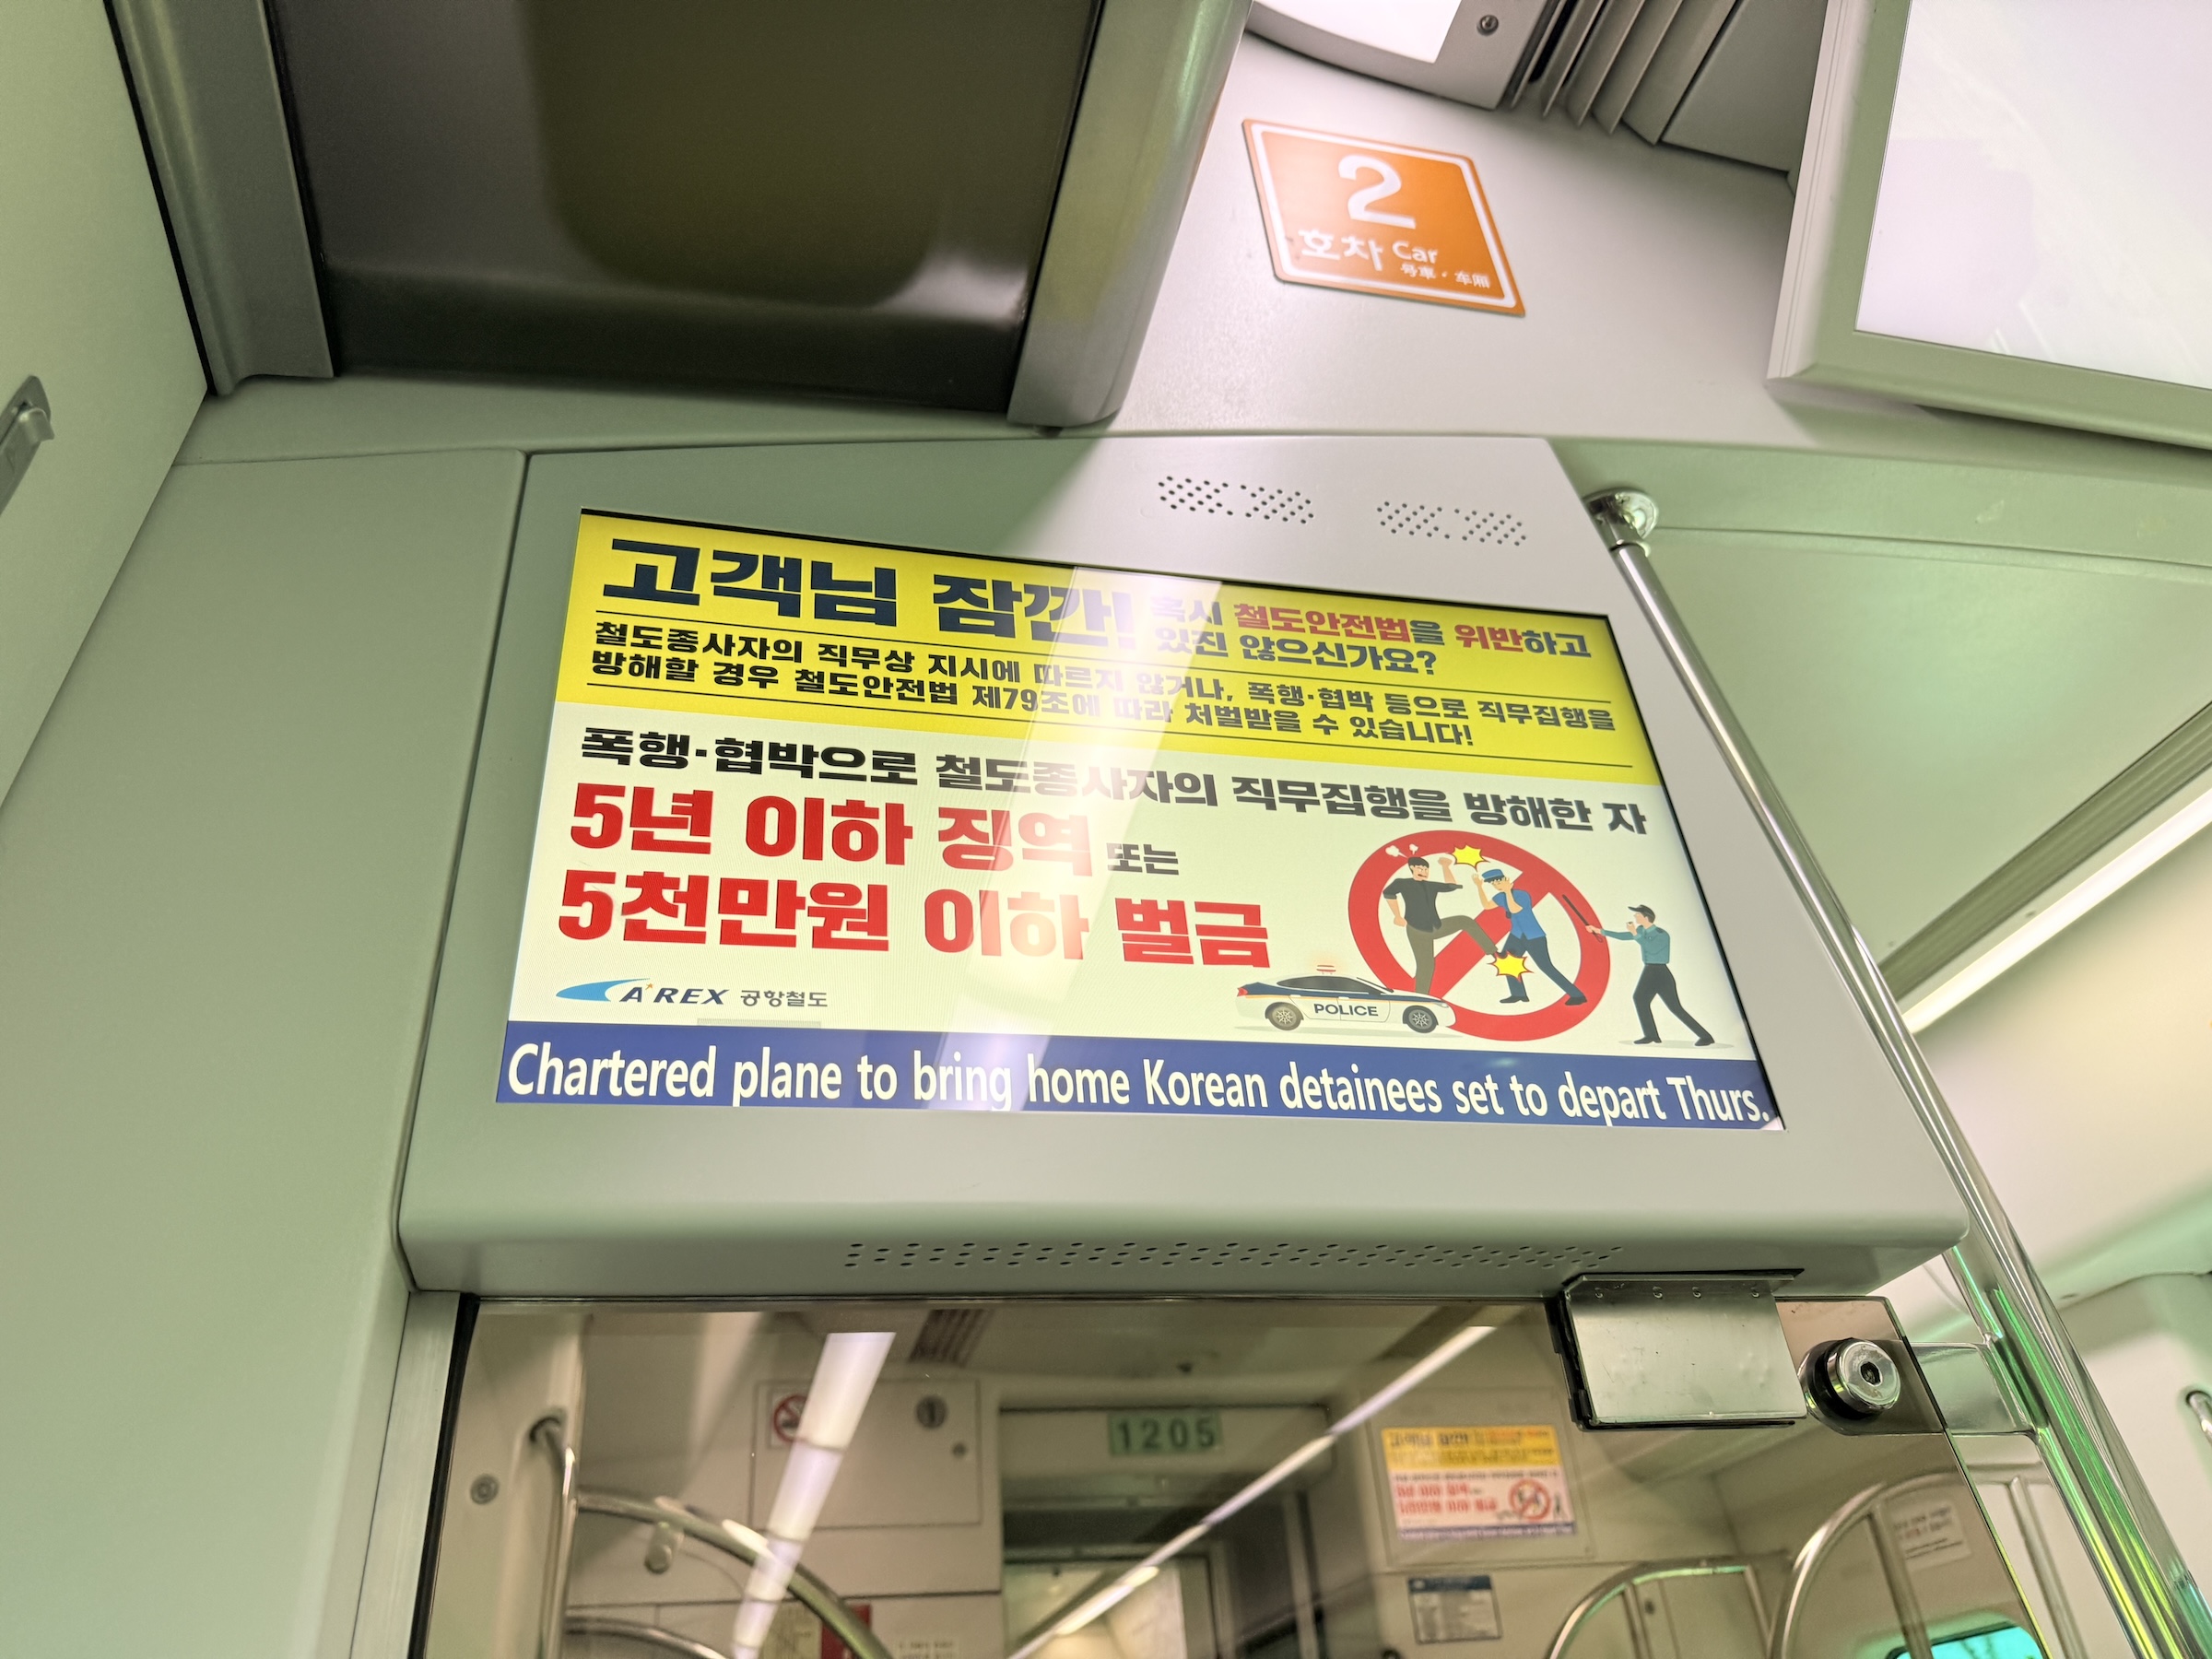 2
호차 Car
号車・车厢
고객님 잠깐! 혹시 철도안전법을 위반하고
있진 않으신가요?
철도종사자의 직무상 지시에 따르지 않거나, 폭행·협박 등으로 직무집행을
방해할 경우 철도안전법 제79조에 따라 처벌받을 수 있습니다!
폭행·협박으로 철도종사자의 직무집행을 방해한 자
5년 이하 징역 또는
5천만원 이하 벌금
POLICE
A'REX 공항철도
Chartered plane to bring home Korean detainees set to depart Thurs.
1205